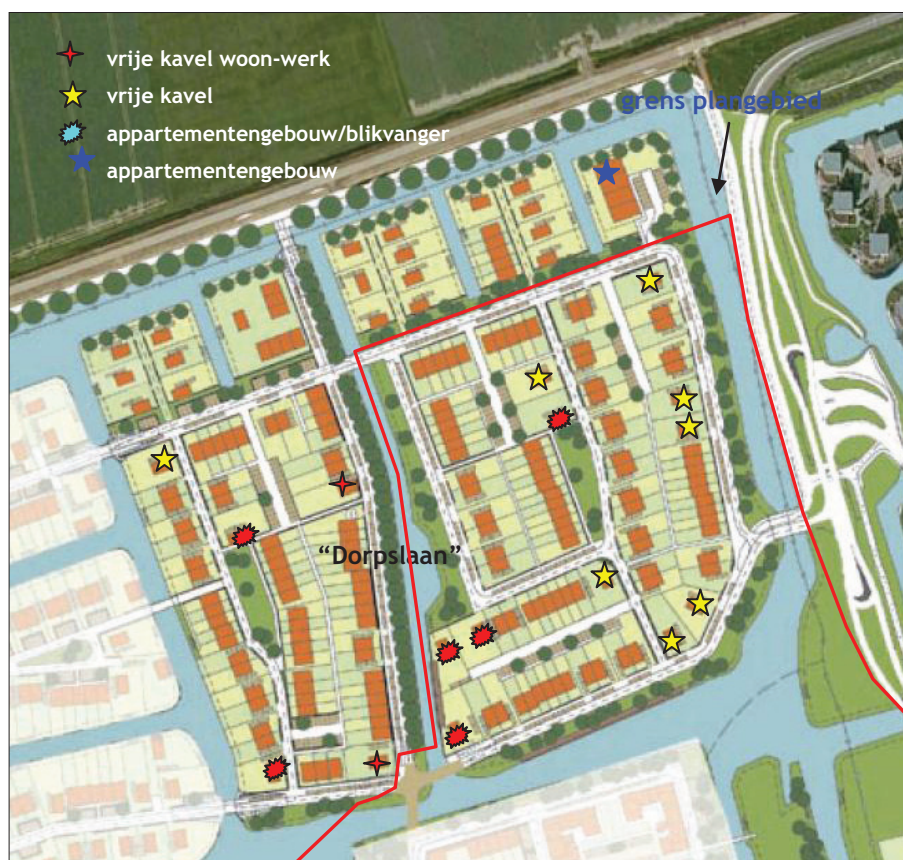 vrije kavel woon-werk
vrije kavel
appartementengebouw/blikvanger
appartementengebouw
grens plangebied
“Dorpslaan”